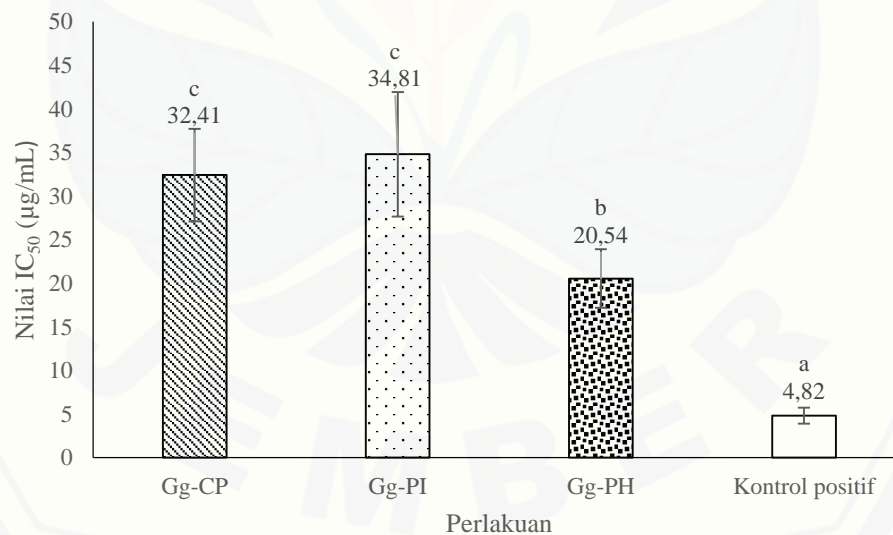 50
45
40
35
30
25
20
15
10
5
0
Nilai IC50 (µg/mL)
c
32,41
c
34,81
b
20,54
a
4,82
Gg-CP
Gg-PI
Gg-PH
Kontrol positif
Perlakuan
JEMBER